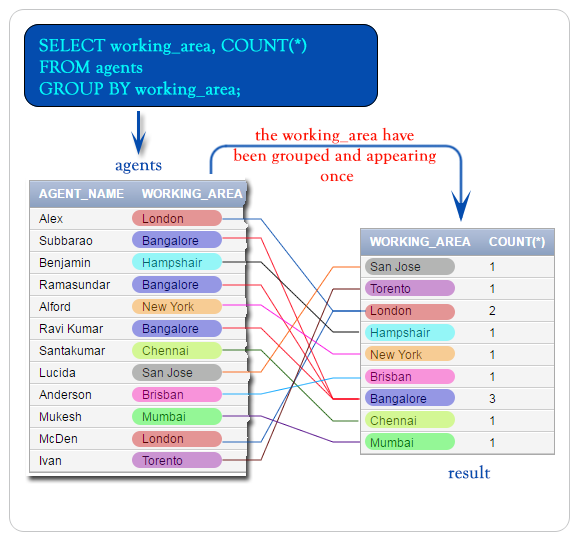 SELECT working_area, COUNT(*)
FROM agents
GROUP BY working_area;
the working_area have
been grouped and appearing
once
agents
AGENT_NAME WORKING_AREA
Alex London
Subbarao Bangalore
Benjamin Hampshair
Ramasundar Bangalore
Alford New York
Ravi Kumar Bangalore
Santakumar Chennai
Lucida San Jose
Anderson Brisban
Mukesh Mumbai
McDen London
Ivan Torento
WORKING_AREA COUNT(*)
San Jose 1
Torento 1
London 2
Hampshair 1
New York 1
Brisban 1
Bangalore 3
Chennai 1
Mumbai 1
result